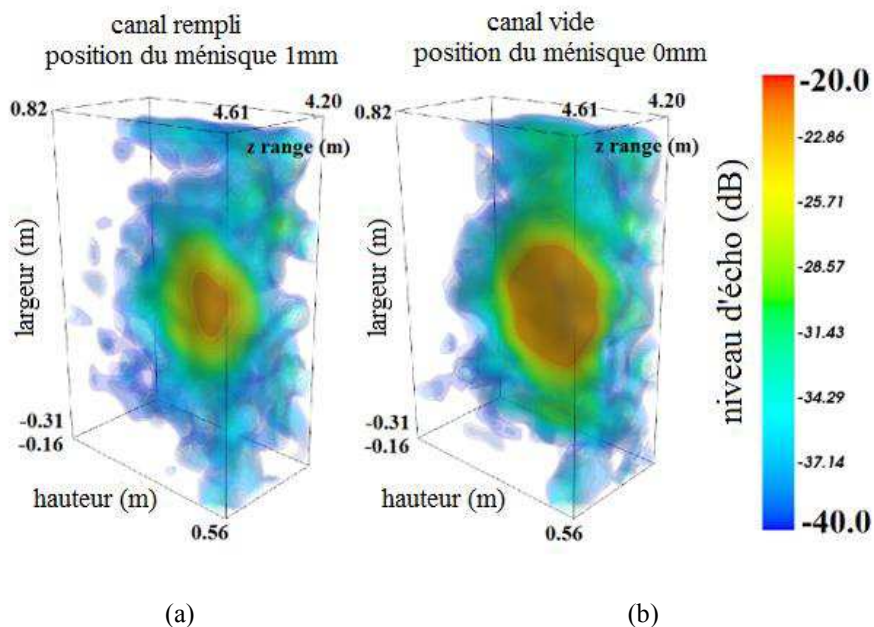 canal rempli
position du ménisque 1mm
canal vide
position du ménisque 0mm
0.82
4.61
4.20
z range (m)
largeur (m)
-0.31
-0.16
hauteur (m)
0.56
0.82
4.61
4.20
z range (m)
largeur (m)
-0.31
-0.16
hauteur (m)
0.56
niveau d'écho (dB)
-20.0
-22.86
-25.71
-28.57
-31.43
-34.29
-37.14
-40.0
(a)
(b)